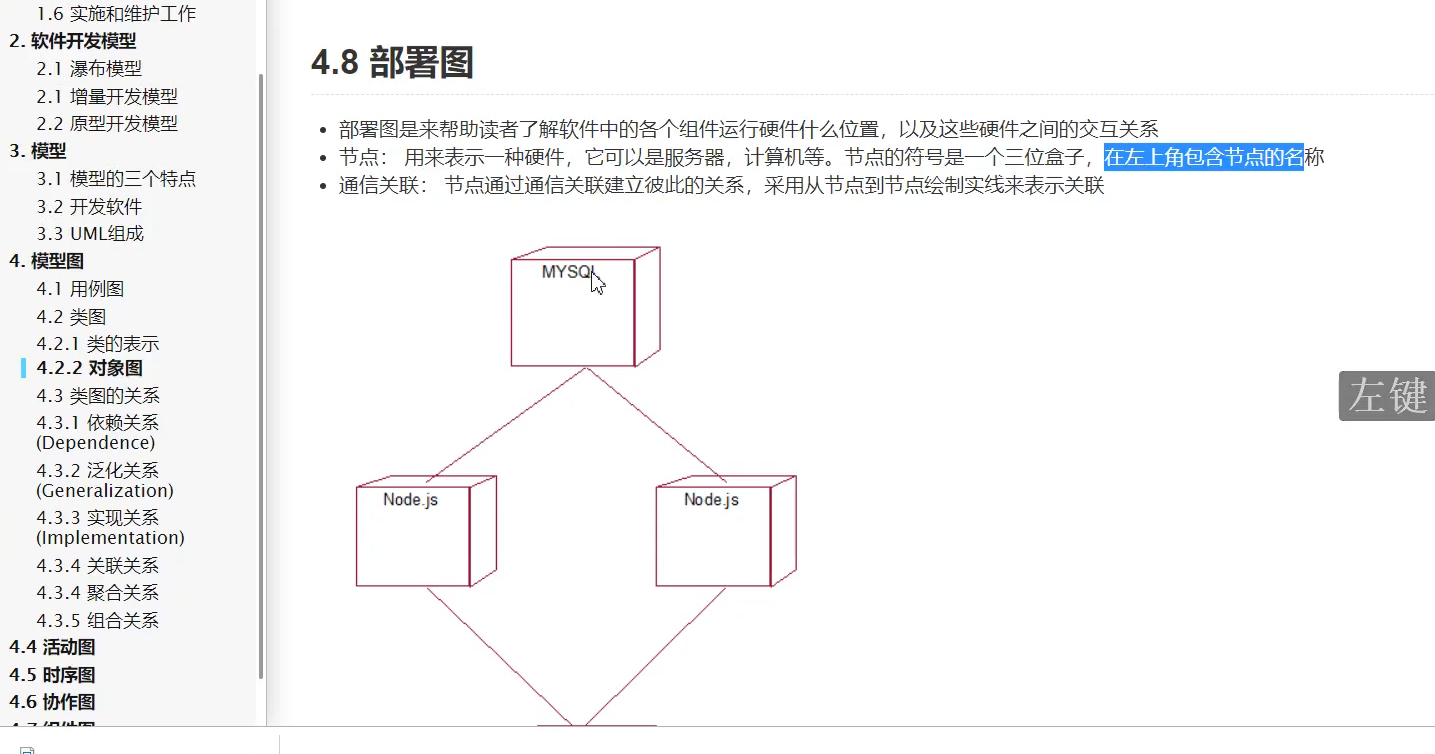 1.6 实施和维护工作
2. 软件开发模型
2.1 瀑布模型
2.1 增量开发模型
2.2 原型开发模型
3. 模型
3.1 模型的三个特点
3.2 开发软件
3.3 UML组成
4. 模型图
4.1 用例图
4.2 类图
4.2.1 类的表示
4.2.2 对象图
4.3 类图的关系
4.3.1 依赖关系
(Dependence)
4.3.2 泛化关系
(Generalization)
4.3.3 实现关系
(Implementation)
4.3.4 关联关系
4.3.4 聚合关系
4.3.5 组合关系
4.4 活动图
4.5 时序图
4.6 协作图
4.8 部署图
部署图是来帮助读者了解软件中的各个组件运行硬件什么位置，以及这些硬件之间的交互关系
节点： 用来表示一种硬件，它可以是服务器，计算机等。节点的符号是一个三位盒子，在左上角包含节点的名称
通信关联： 节点通过通信关联建立彼此的关系，采用从节点到节点绘制实线来表示关联
MYSQL
Node.js
Node.js
左键